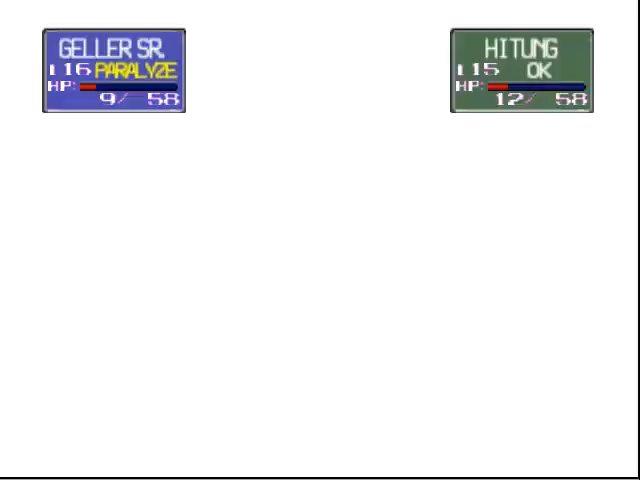 GELLER SR.
L16 PARALYZE
HP:
9/ 58
HITUNG
L15 OK
HP:
12/ 58